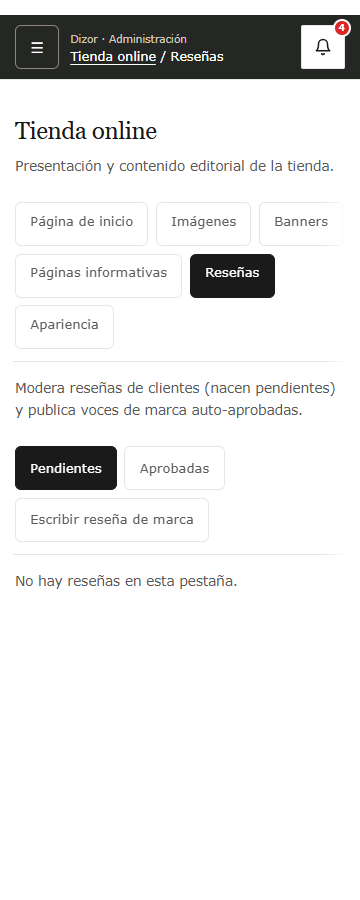 ☰
Dizor · Administración
Tienda online / Reseñas
4
Tienda online
Presentación y contenido editorial de la tienda.
Página de inicio
Imágenes
Banners
Páginas informativas
Reseñas
Apariencia
Modera reseñas de clientes (nacen pendientes)
y publica voces de marca auto-aprobadas.
Pendientes
Aprobadas
Escribir reseña de marca
No hay reseñas en esta pestaña.